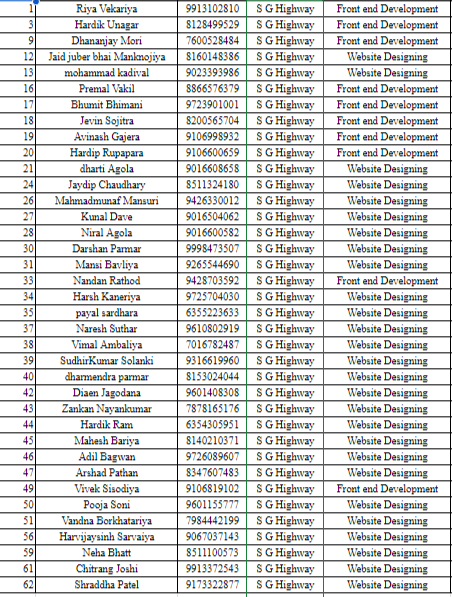 1 Riya Vekariya 9913102810 S G Highway Front end Development
3 Hardik Unagar 8128499529 S G Highway Front end Development
9 Dhananjay Mori 7600528484 S G Highway Front end Development
12 Jaid juber bhai Manknojiya 8160148386 S G Highway Website Designing
13 mohammad kadival 9023393986 S G Highway Website Designing
16 Premal Vakil 8866576379 S G Highway Front end Development
17 Bhumit Bhimani 9723901001 S G Highway Front end Development
18 Jevin Sojitra 8200565704 S G Highway Front end Development
19 Avinash Gajera 9106998932 S G Highway Front end Development
20 Hardip Rupapara 9106600659 S G Highway Front end Development
21 dharti Agola 9016608658 S G Highway Website Designing
24 Jaydip Chaudhary 8511324180 S G Highway Website Designing
26 Mahmadmunaf Mansuri 9426330012 S G Highway Website Designing
27 Kunal Dave 9016504062 S G Highway Website Designing
28 Niral Agola 9016600582 S G Highway Website Designing
30 Darshan Parmar 9998473507 S G Highway Website Designing
31 Mansi Bavliya 9265544690 S G Highway Website Designing
33 Nandan Rathod 9428703592 S G Highway Front end Development
34 Harsh Kaneriya 9725704030 S G Highway Website Designing
35 payal sardhara 6355223633 S G Highway Website Designing
37 Naresh Suthar 9610802919 S G Highway Website Designing
38 Vimal Ambaliya 7016782487 S G Highway Website Designing
39 SudhirKumar Solanki 9316619960 S G Highway Website Designing
40 dharmendra parmar 8153024044 S G Highway Website Designing
42 Diaen Jagodana 9601408308 S G Highway Website Designing
43 Zankan Nayankumar 7878165176 S G Highway Website Designing
44 Hardik Ram 6354305951 S G Highway Website Designing
45 Mahesh Bariya 8140210371 S G Highway Website Designing
46 Adil Bagwan 9726089607 S G Highway Website Designing
47 Arshad Pathan 8347607483 S G Highway Website Designing
49 Vivek Sisodiya 9106819102 S G Highway Front end Development
50 Pooja Soni 9601155777 S G Highway Website Designing
51 Vandna Borkhatariya 7984442199 S G Highway Website Designing
56 Harvijaysinh Sarvaiya 9067037143 S G Highway Website Designing
59 Neha Bhatt 8511100573 S G Highway Website Designing
61 Chitrang Joshi 9913372543 S G Highway Website Designing
62 Shraddha Patel 9173322877 S G Highway Website Designing